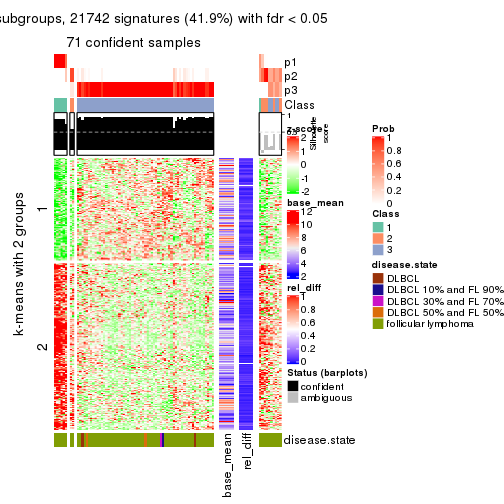 subgroups, 21742 signatures (41.9%) with fdr < 0.05
71 confident samples
p1
p2
p3
Class
1
Silhouette
score
k-means with 2 groups
1
2
base_mean
rel_diff
disease.state
z-score
2
1
0
-1
-2
base_mean
12
10
8
6
4
2
rel_diff
1
0.8
0.6
0.4
0.2
0
Status (barplots)
confident
ambiguous
Prob
1
0.8
0.6
0.4
0.2
0
Class
1
2
3
disease.state
DLBCL
DLBCL 10% and FL 90%
DLBCL 30% and FL 70%
DLBCL 50% and FL 50%
follicular lymphoma